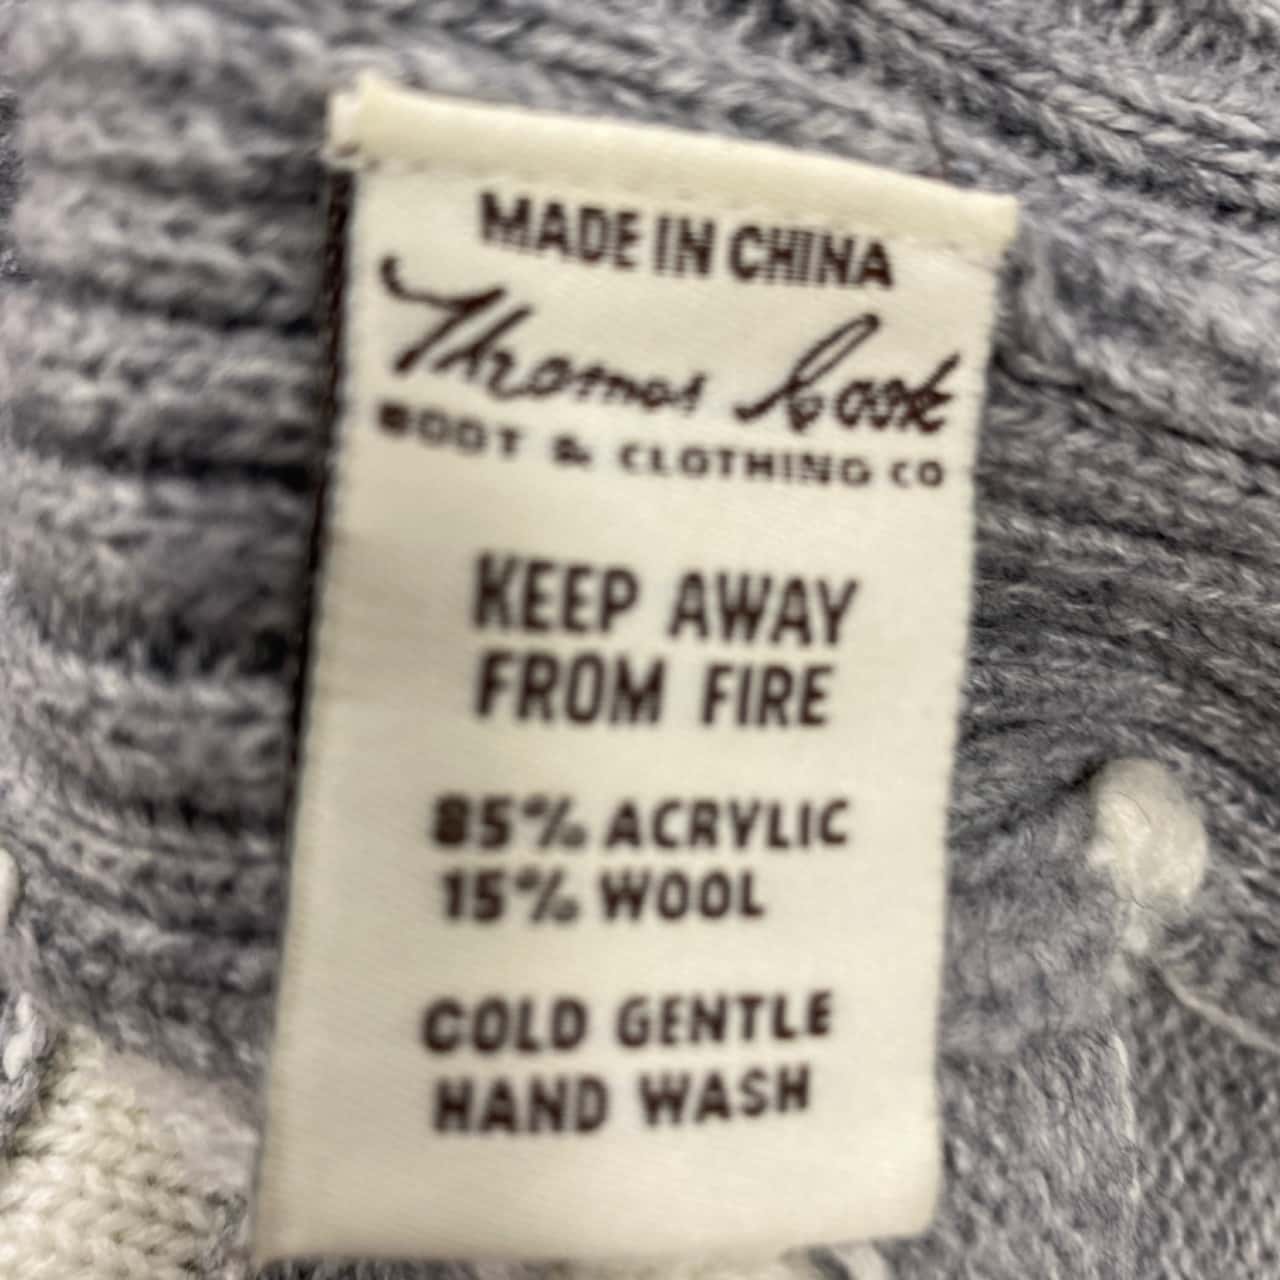 MADE IN CHINA
Thomas Cook
BOOT & CLOTHING CO
KEEP AWAY
FROM FIRE
85% ACRYLIC
15% WOOL
COLD GENTLE
HAND WASH